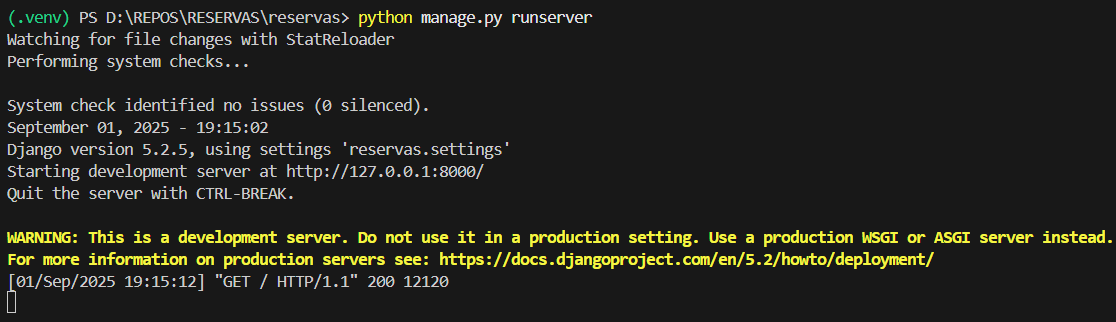 (.venv) PS D:\REPOS\RESERVAS\reservas> python manage.py runserver
Watching for file changes with StatReloader
Performing system checks...
System check identified no issues (0 silenced).
September 01, 2025 - 19:15:02
Django version 5.2.5, using settings 'reservas.settings'
Starting development server at http://127.0.0.1:8000/
Quit the server with CTRL-BREAK.
WARNING: This is a development server. Do not use it in a production setting. Use a production WSGI or ASGI server instead.
For more information on production servers see: https://docs.djangoproject.com/en/5.2/howto/deployment/
[01/Sep/2025 19:15:12] "GET / HTTP/1.1" 200 12120